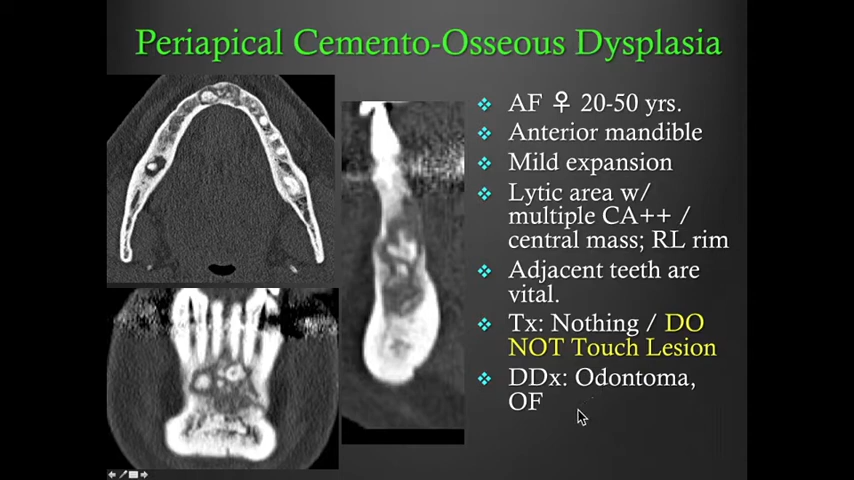 Periapical Cemento-Osseous Dysplasia
❖ AF ♀ 20-50 yrs.
❖ Anterior mandible
❖ Mild expansion
❖ Lytic area w/
multiple CA++ /
central mass; RL rim
❖ Adjacent teeth are
vital.
❖ Tx: Nothing / DO
NOT Touch Lesion
❖ DDx: Odontoma,
OF